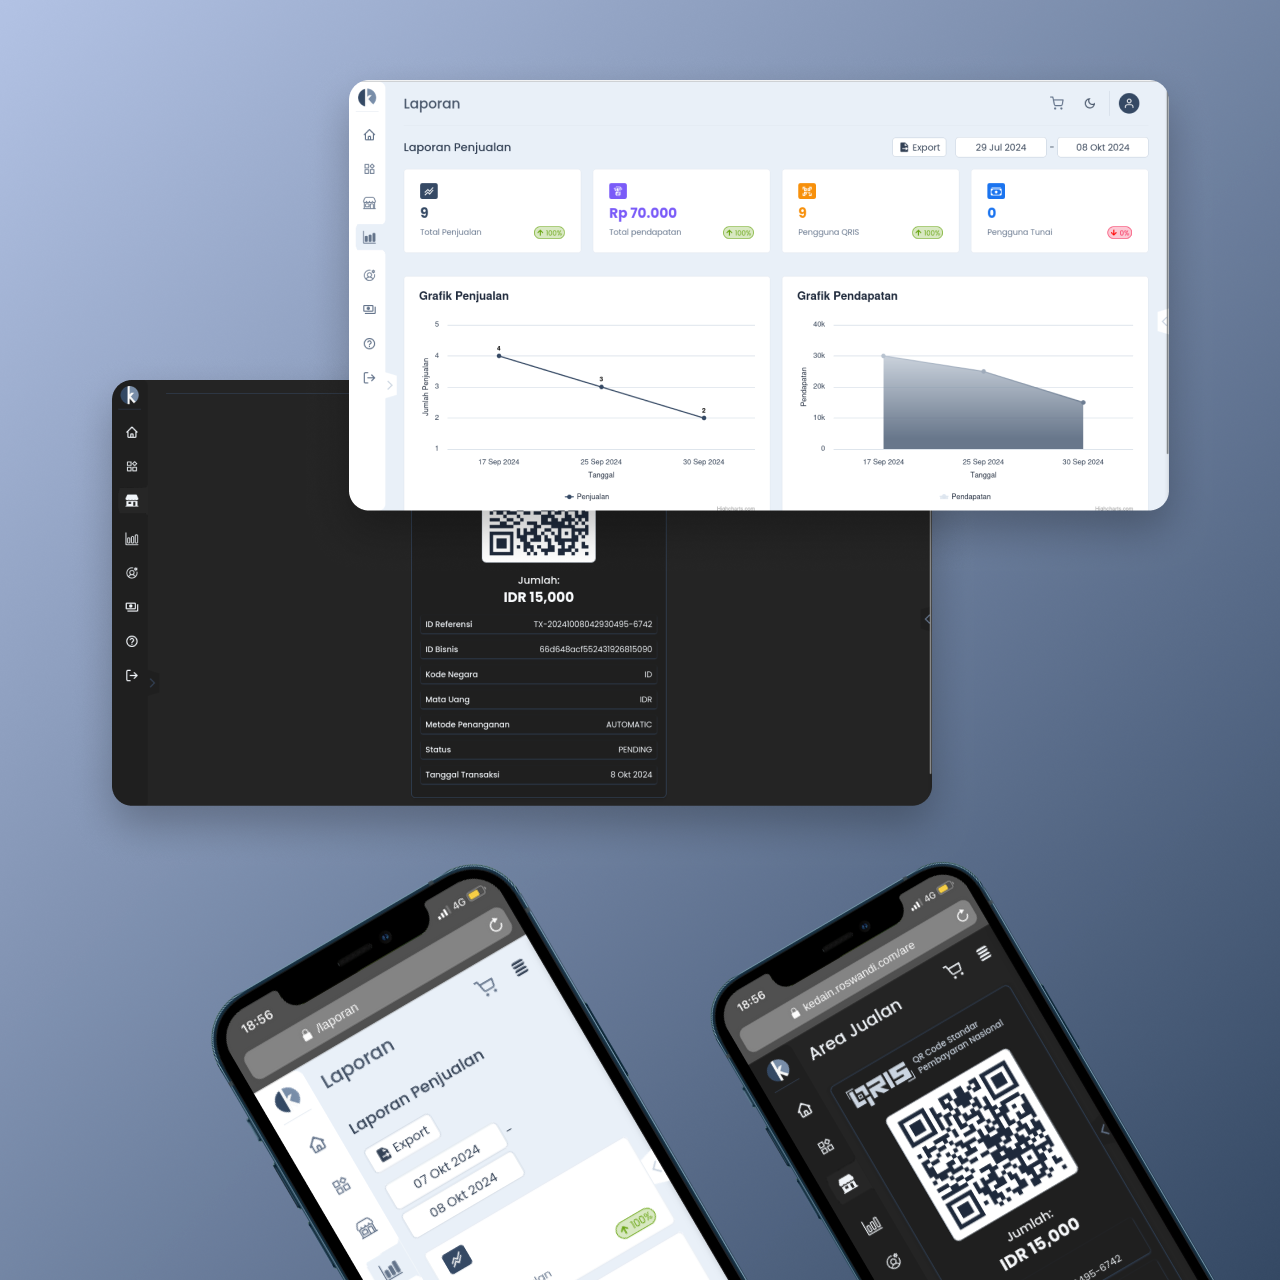 Laporan
Laporan Penjualan
Export
29 Jul 2024
-
08 Okt 2024
9
Total Penjualan
100%
Rp 70.000
Total pendapatan
100%
9
Pengguna QRIS
100%
0
Pengguna Tunai
0%
Grafik Penjualan
5
4
3
2
1
Jumlah Penjualan
4
3
2
17 Sep 2024
25 Sep 2024
30 Sep 2024
Tanggal
Penjualan
Highcharts.com
Grafik Pendapatan
40k
30k
20k
10k
0
Pendapatan
17 Sep 2024
25 Sep 2024
30 Sep 2024
Tanggal
Pendapatan
Highcharts.com
Jumlah:
IDR 15,000
ID Referensi TX-20241008042930495-6742
ID Bisnis 66d648acf552431926815090
Kode Negara ID
Mata Uang IDR
Metode Penanganan AUTOMATIC
Status PENDING
Tanggal Transaksi 8 Okt 2024
18:56
4G
/laporan
Laporan
Laporan Penjualan
Export
07 Okt 2024
-
08 Okt 2024
100%
18:56
4G
kedain.roswandi.com/are
Area Jualan
QRIS
QR Code Standar
Pembayaran Nasional
Jumlah:
IDR 15,000
495-6742